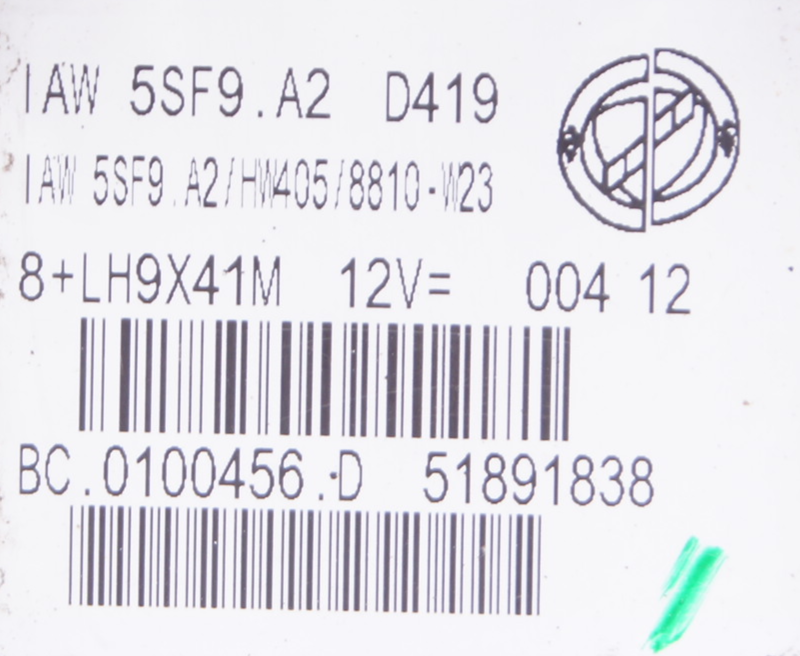 IAW 5SF9.A2 D419
IAW 5SF9.A2/HW405/8810-W23
8+LH9X41M 12V= 004 12
BC.0100456.D 51891838